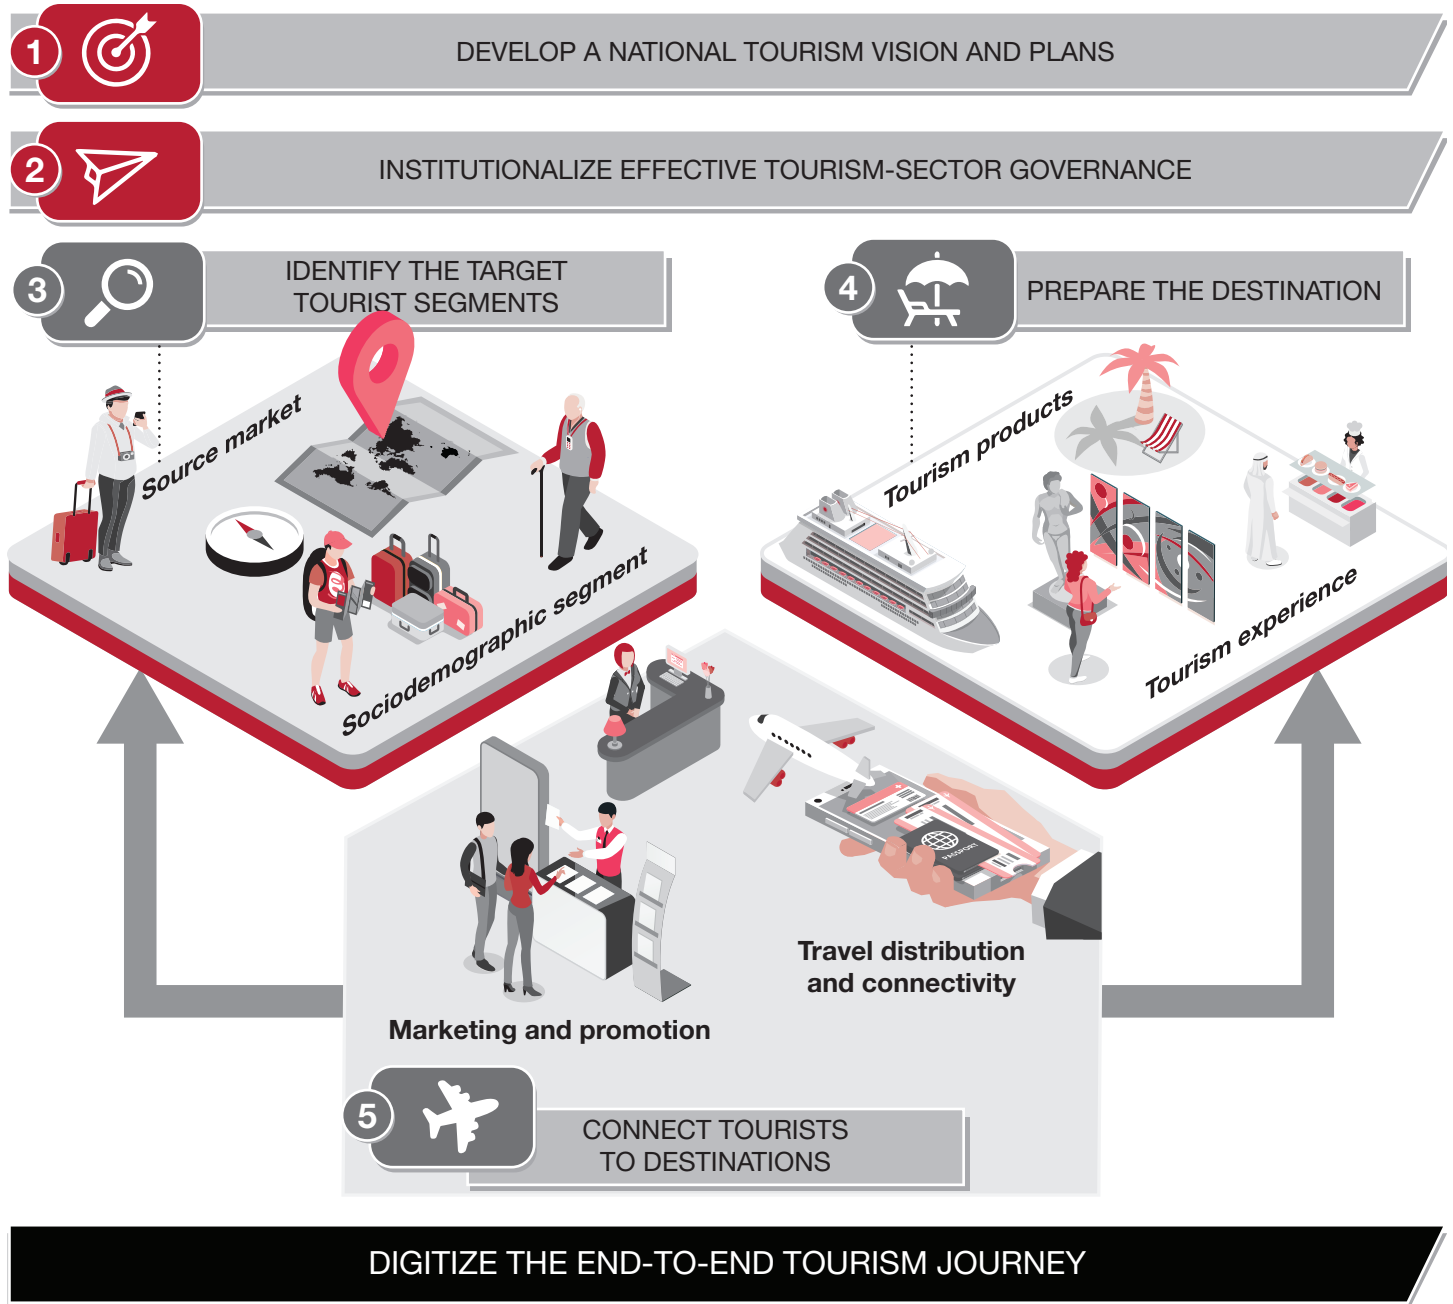 1
DEVELOP A NATIONAL TOURISM VISION AND PLANS
2
INSTITUTIONALIZE EFFECTIVE TOURISM-SECTOR GOVERNANCE
3
IDENTIFY THE TARGET
TOURIST SEGMENTS
4
PREPARE THE DESTINATION
Source market
Sociodemographic segment
Tourism products
Tourism experience
PASSPORT
Travel distribution
and connectivity
Marketing and promotion
5
CONNECT TOURISTS
TO DESTINATIONS
DIGITIZE THE END-TO-END TOURISM JOURNEY